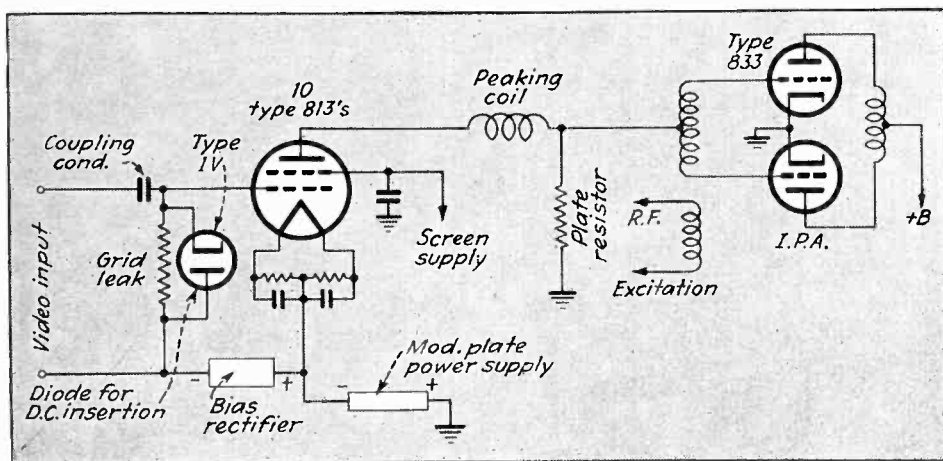 Type
833
10
type 813's
Peaking
coil
Coupling
cond.
Type
1V
Grid
leak
Video input
Screen
supply
Plate
resistor
R.F.
Excitation
I.P.A.
+B
Diode for
D.C. insertion
-
+
Bias
rectifier
Mod. plate
power supply
-
+